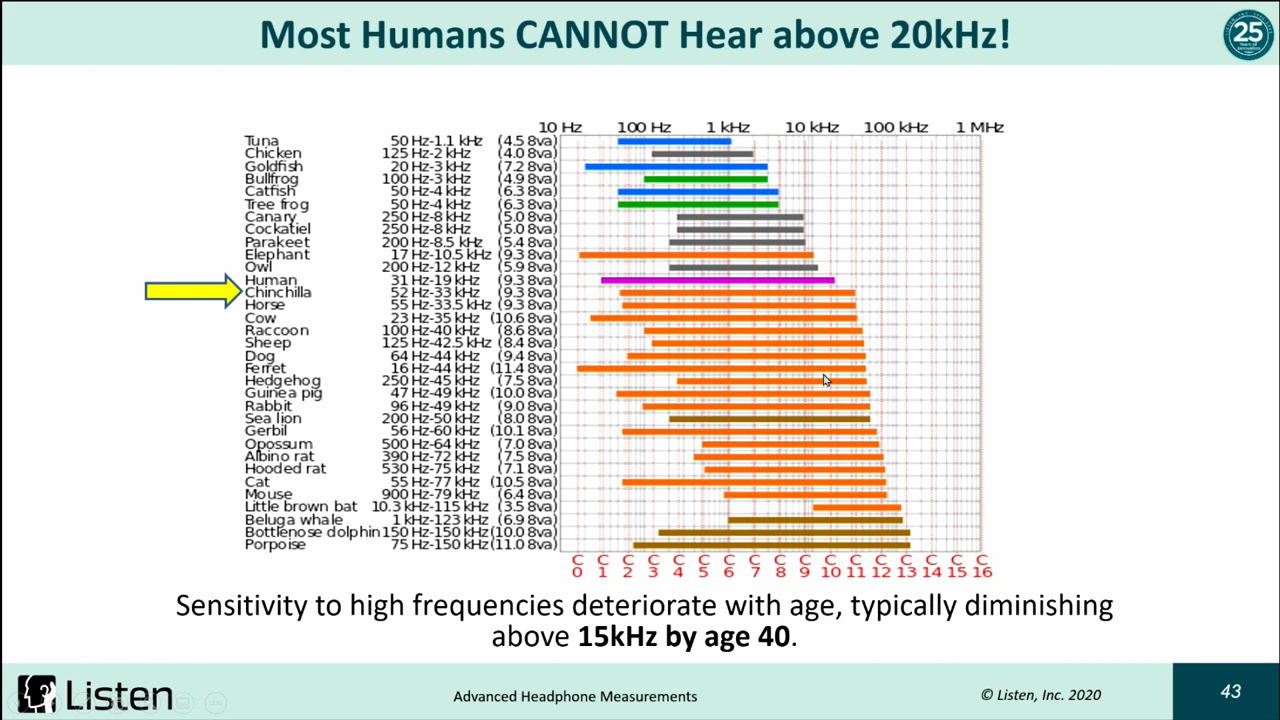 Most Humans CANNOT Hear above 20kHz!
25
10 Hz 100 Hz 1 kHz 10 kHz 100 kHz 1 MHz
Tuna 50 Hz-1.1 kHz (4.5 8va)
Chicken 125 Hz-2 kHz (4.0 8va)
Goldfish 20 Hz-3 kHz (7.2 8va)
Bullfrog 100 Hz-3 kHz (4.9 8va)
Catfish 50 Hz-4 kHz (6.3 8va)
Tree frog 50 Hz-4 kHz (6.3 8va)
Canary 250 Hz-8 kHz (5.0 8va)
Cockatiel 250 Hz-8 kHz (5.0 8va)
Parakeet 200 Hz-8.5 kHz (5.4 8va)
Elephant 17 Hz-10.5 kHz (9.3 8va)
Owl 200 Hz-12 kHz (5.9 8va)
Human 31 Hz-19 kHz (9.3 8va)
Chinchilla 52 Hz-33 kHz (9.3 8va)
Horse 55 Hz-33.5 kHz (9.3 8va)
Cow 23 Hz-35 kHz (10.6 8va)
Raccoon 100 Hz-40 kHz (8.6 8va)
Sheep 125 Hz-42.5 kHz (8.4 8va)
Dog 64 Hz-44 kHz (9.4 8va)
Ferret 16 Hz-44 kHz (11.4 8va)
Hedgehog 250 Hz-45 kHz (7.5 8va)
Guinea pig 47 Hz-49 kHz (10.0 8va)
Rabbit 96 Hz-49 kHz (9.0 8va)
Sea lion 200 Hz-50 kHz (8.0 8va)
Gerbil 56 Hz-60 kHz (10.1 8va)
Opossum 500 Hz-64 kHz (7.0 8va)
Albino rat 390 Hz-72 kHz (7.5 8va)
Hooded rat 530 Hz-75 kHz (7.1 8va)
Cat 55 Hz-77 kHz (10.5 8va)
Mouse 900 Hz-79 kHz (6.4 8va)
Little brown bat 10.3 kHz-115 kHz (3.5 8va)
Beluga whale 1 kHz-123 kHz (6.9 8va)
Bottlenose dolphin 150 Hz-150 kHz (10.0 8va)
Porpoise 75 Hz-150 kHz (11.0 8va)
C C C C C C C C C C C C C C C C C
0 1 2 3 4 5 6 7 8 9 10 11 12 13 14 15 16
Sensitivity to high frequencies deteriorate with age, typically diminishing
above 15kHz by age 40.
Listen
Advanced Headphone Measurements
© Listen, Inc. 2020
43